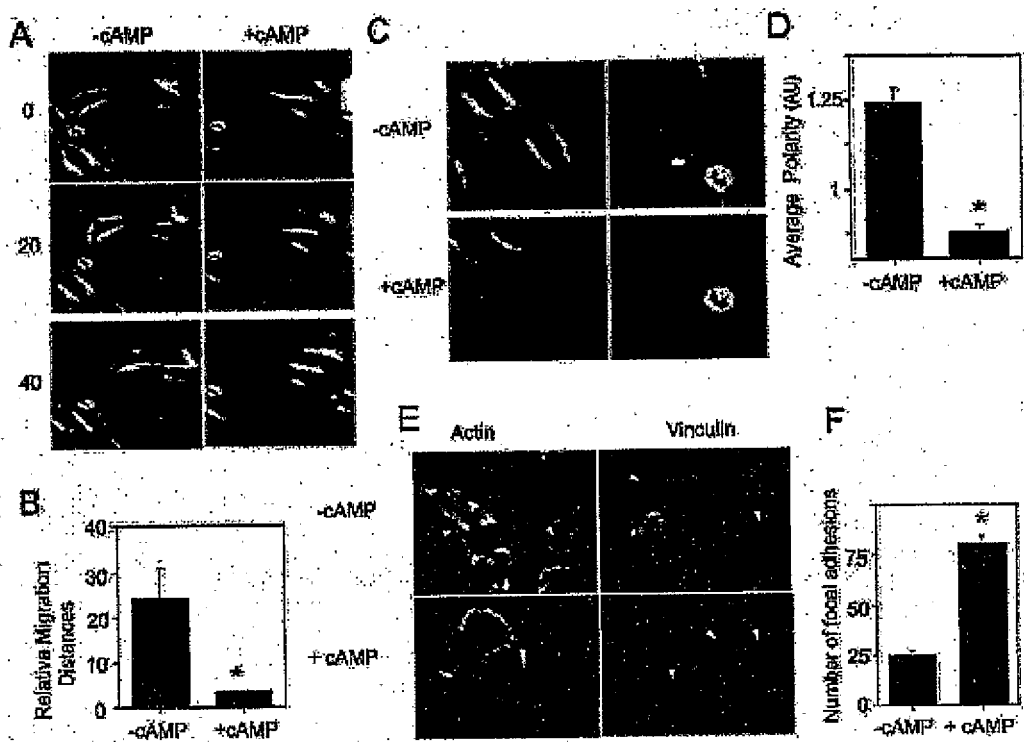 A
-cAMP +cAMP
0
20
40
B
Relative Migration Distances
40
30
20
10
0
-cAMP +cAMP
C
-cAMP
+cAMP
D
Average Polarity (AU)
1.25
1
*
-cAMP +cAMP
E
Actin Vinculin
-cAMP
+cAMP
F
Number of focal adhesions
75
50
25
0
*
-cAMP + cAMP